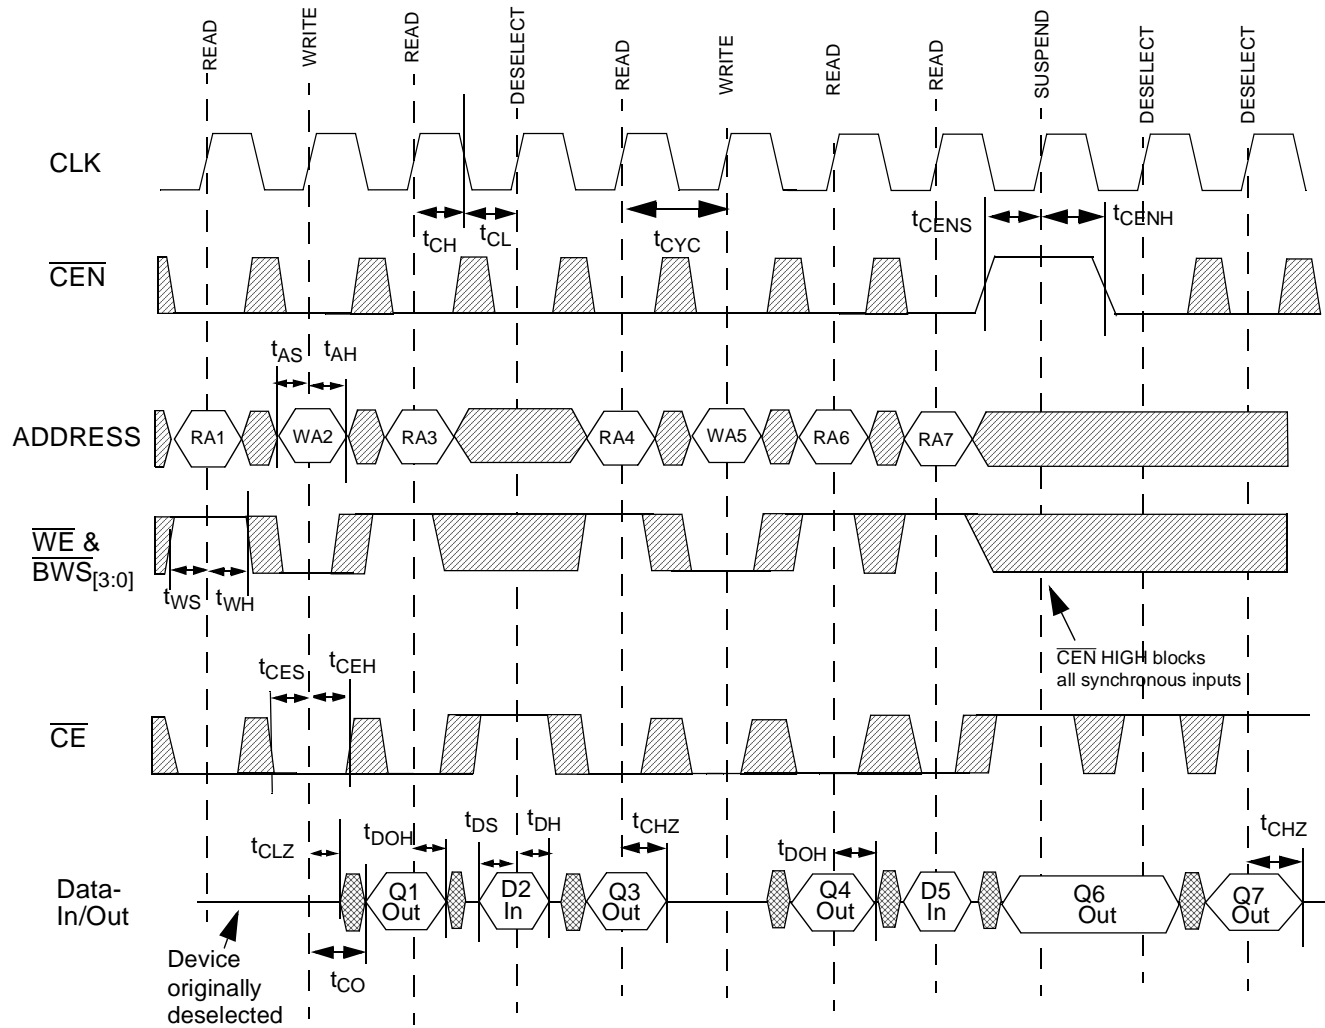 READ
WRITE
READ
DESELECT
READ
WRITE
READ
READ
SUSPEND
DESELECT
DESELECT
CLK
tCH
tCL
tCYC
tCENS
tCENH
CEN
tAS
tAH
ADDRESS
RA1
WA2
RA3
RA4
WA5
RA6
RA7
WE &
BWS[3:0]
tWS
tWH
CEN HIGH blocks
all synchronous inputs
tCES
tCEH
CE
tCLZ
tDOH
tDS
tDH
tCHZ
tDOH
tCHZ
Data-
In/Out
Q1
Out
D2
In
Q3
Out
Q4
Out
D5
In
Q6
Out
Q7
Out
tCO
Device
originally
deselected